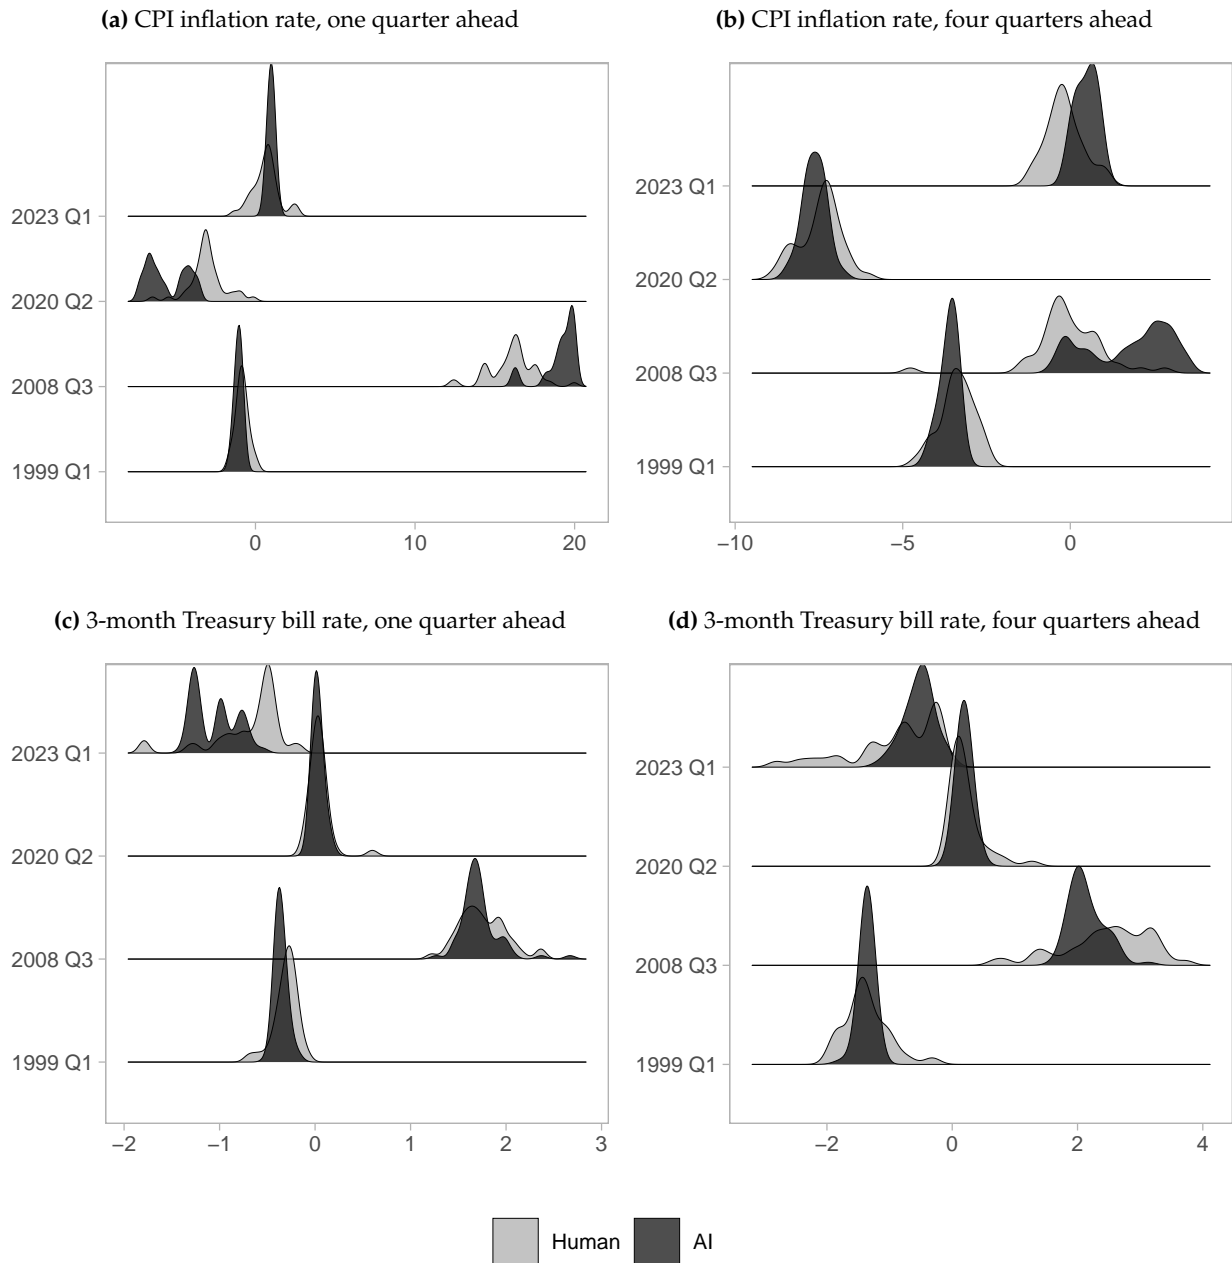 (a) CPI inflation rate, one quarter ahead
2023 Q1
2020 Q2
2008 Q3
1999 Q1
0 10 20
(b) CPI inflation rate, four quarters ahead
2023 Q1
2020 Q2
2008 Q3
1999 Q1
−10 −5 0
(c) 3-month Treasury bill rate, one quarter ahead
2023 Q1
2020 Q2
2008 Q3
1999 Q1
−2 −1 0 1 2 3
(d) 3-month Treasury bill rate, four quarters ahead
2023 Q1
2020 Q2
2008 Q3
1999 Q1
−2 0 2 4
Human AI